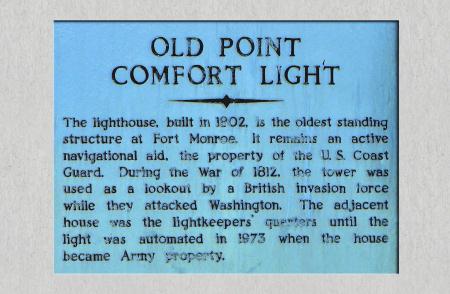 OLD POINT
COMFORT LIGHT
The lighthouse, built in 1802, is the oldest standing
structure at Fort Monroe. It remains an active
navigational aid, the property of the U.S. Coast
Guard. During the War of 1812, the tower was
used as a lookout by a British invasion force
while they attacked Washington. The adjacent
house was the lightkeepers' quarters until the
light was automated in 1973 when the house
became Army property.